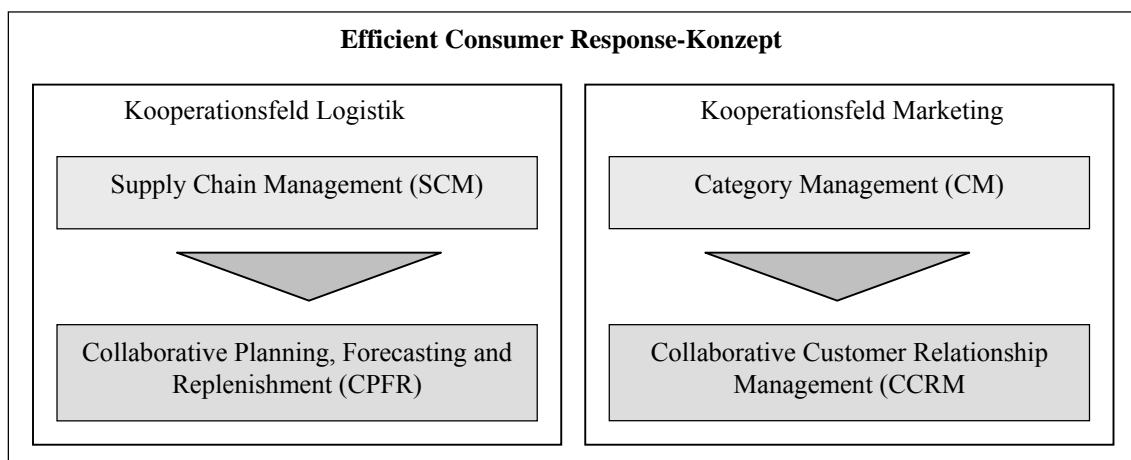 Efficient Consumer Response-Konzept
Kooperationsfeld Logistik
Supply Chain Management (SCM)
Collaborative Planning, Forecasting and
Replenishment (CPFR)
Kooperationsfeld Marketing
Category Management (CM)
Collaborative Customer Relationship
Management (CCRM